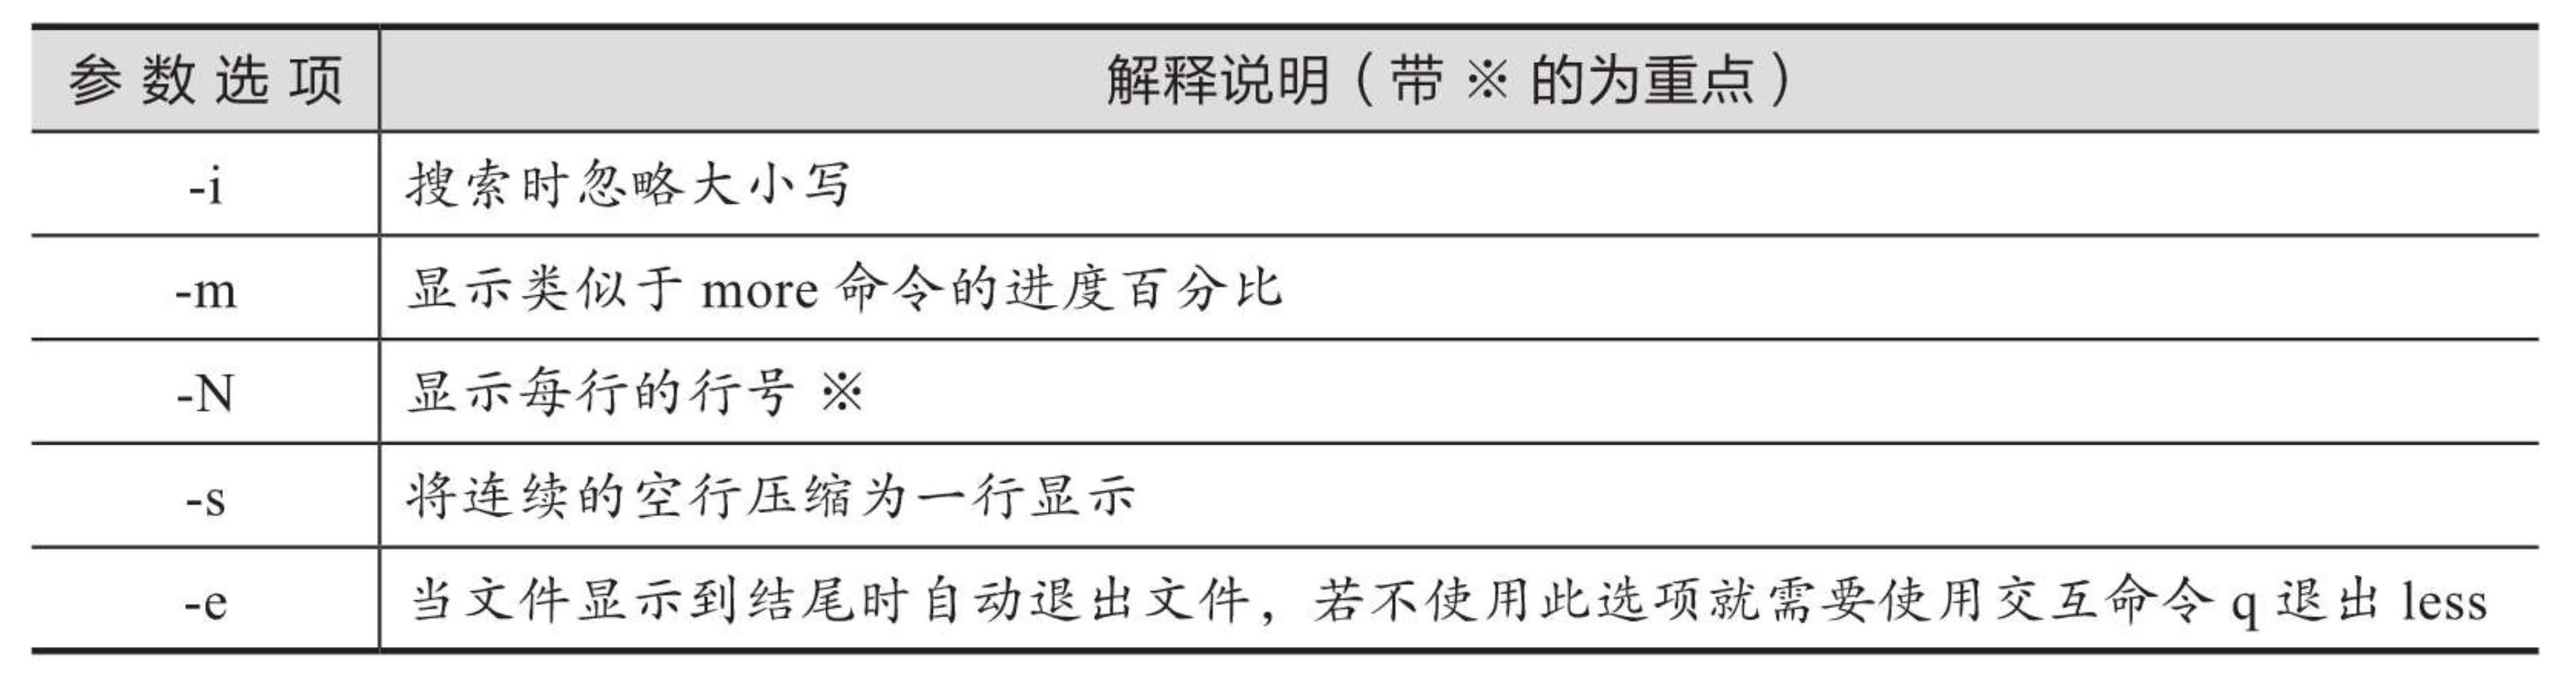 参数选项 解释说明（带 ※ 的为重点）
-i 搜索时忽略大小写
-m 显示类似于 more 命令的进度百分比
-N 显示每行的行号 ※
-s 将连续的空行压缩为一行显示
-e 当文件显示到结尾时自动退出文件，若不使用此选项就需要使用交互命令 q 退出 less